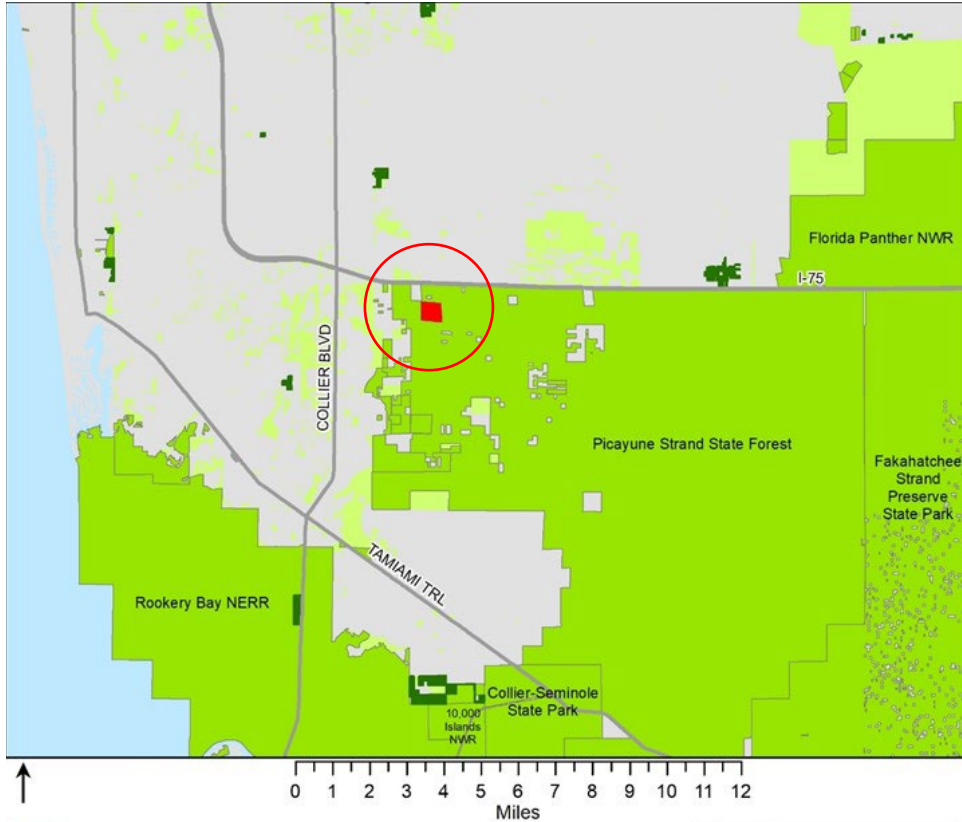 Florida Panther NWR
I-75
COLLIER BLVD
Picayune Strand State Forest
Fakahatchee
Strand
Preserve
State Park
TAMIAMI TRL
Rookery Bay NERR
Collier-Seminole
State Park
10,000
Islands
NWR
0 1 2 3 4 5 6 7 8 9 10 11 12
Miles